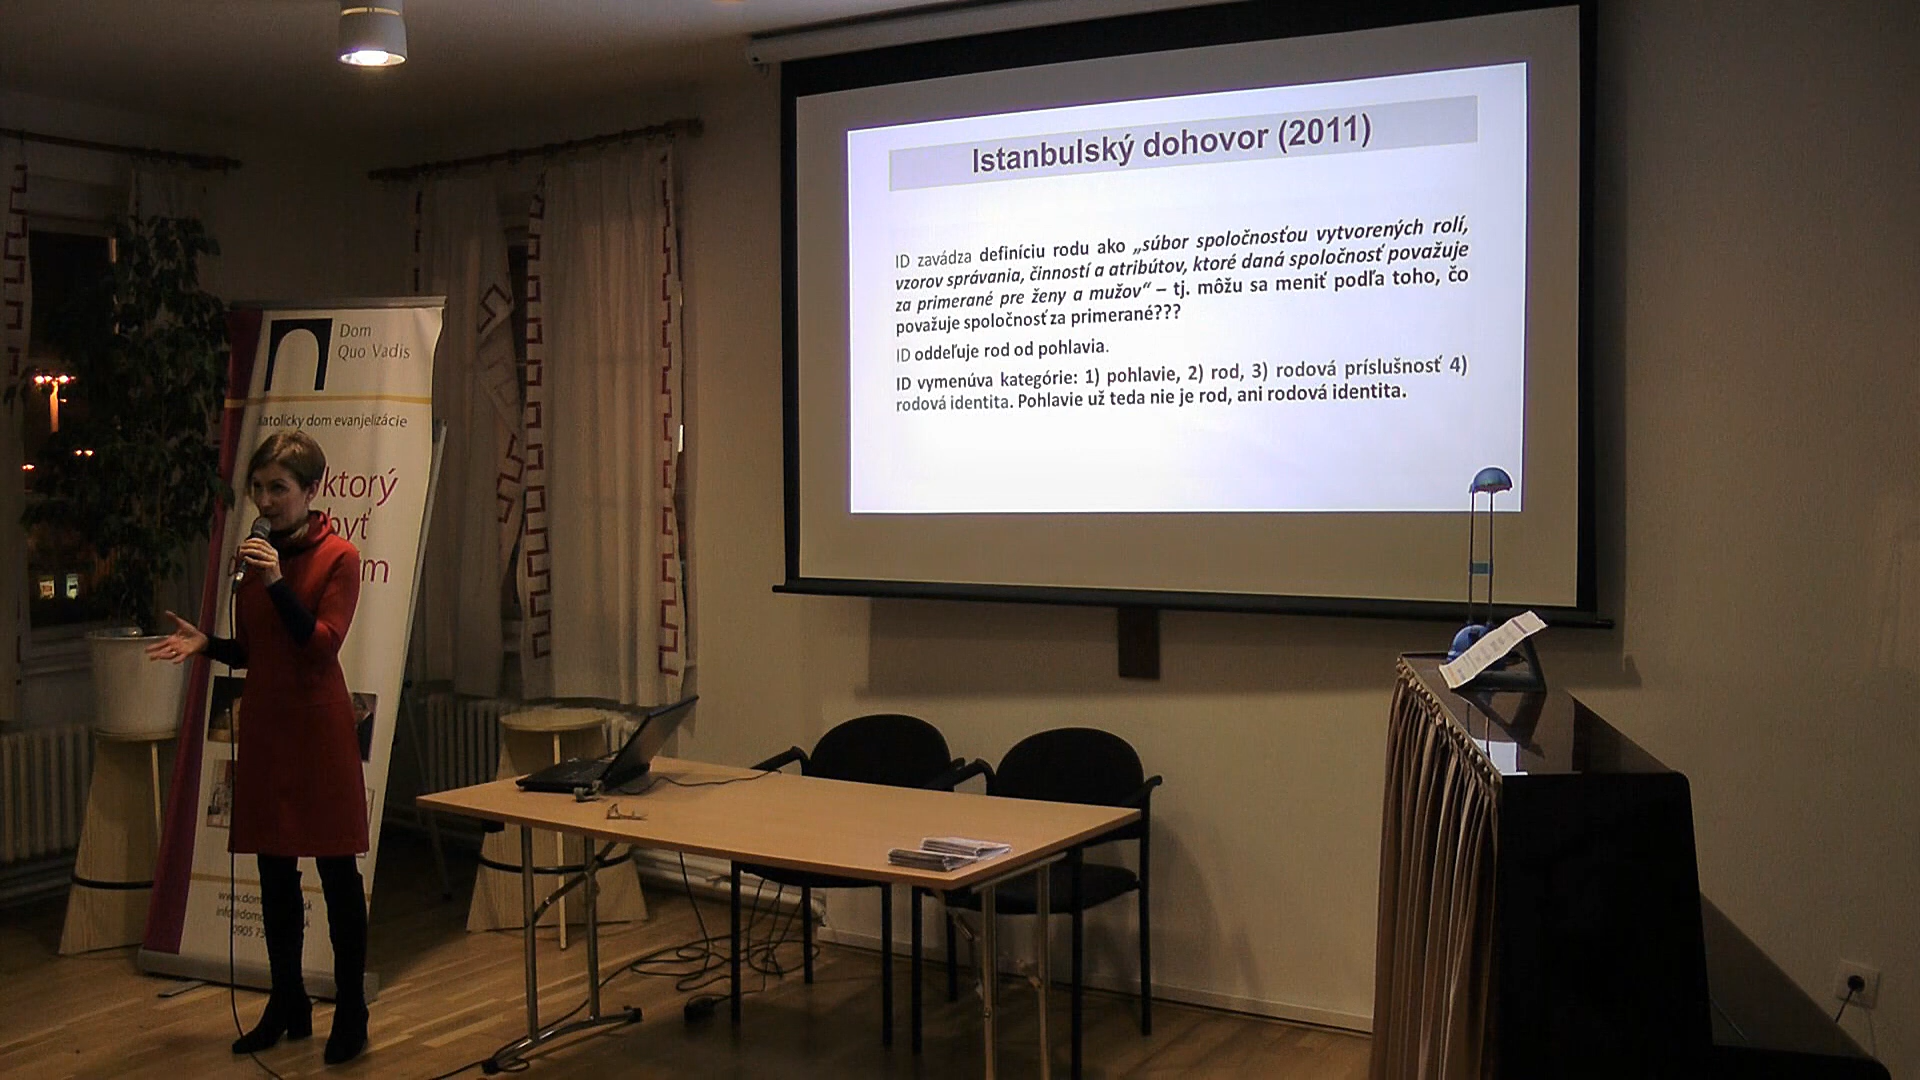 Istanbulský dohovor (2011)
ID zavádza definíciu rodu ako „súbor spoločnosťou vytvorených rolí,
vzorov správania, činností a atribútov, ktoré daná spoločnosť považuje
za primerané pre ženy a mužov“ – tj. môžu sa meniť podľa toho, čo
považuje spoločnosť za primerané???
ID oddeľuje rod od pohlavia.
ID vymenúva kategórie: 1) pohlavie, 2) rod, 3) rodová príslušnosť 4)
rodová identita. Pohlavie už teda nie je rod, ani rodová identita.
Dom
Quo Vadis
katolícky dom evanjelizácie
ktorý
byť